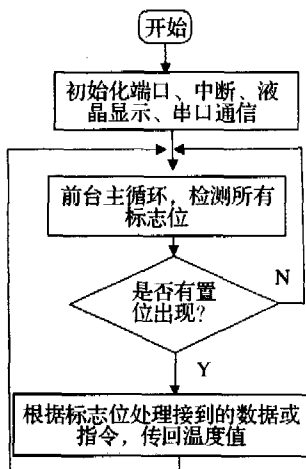 开始
初始化端口、中断、液
晶显示、串口通信
前台主循环，检测所有
标志位
是否有置
位出现?
N
Y
根据标志位处理接到的数据或
指令，传回温度值